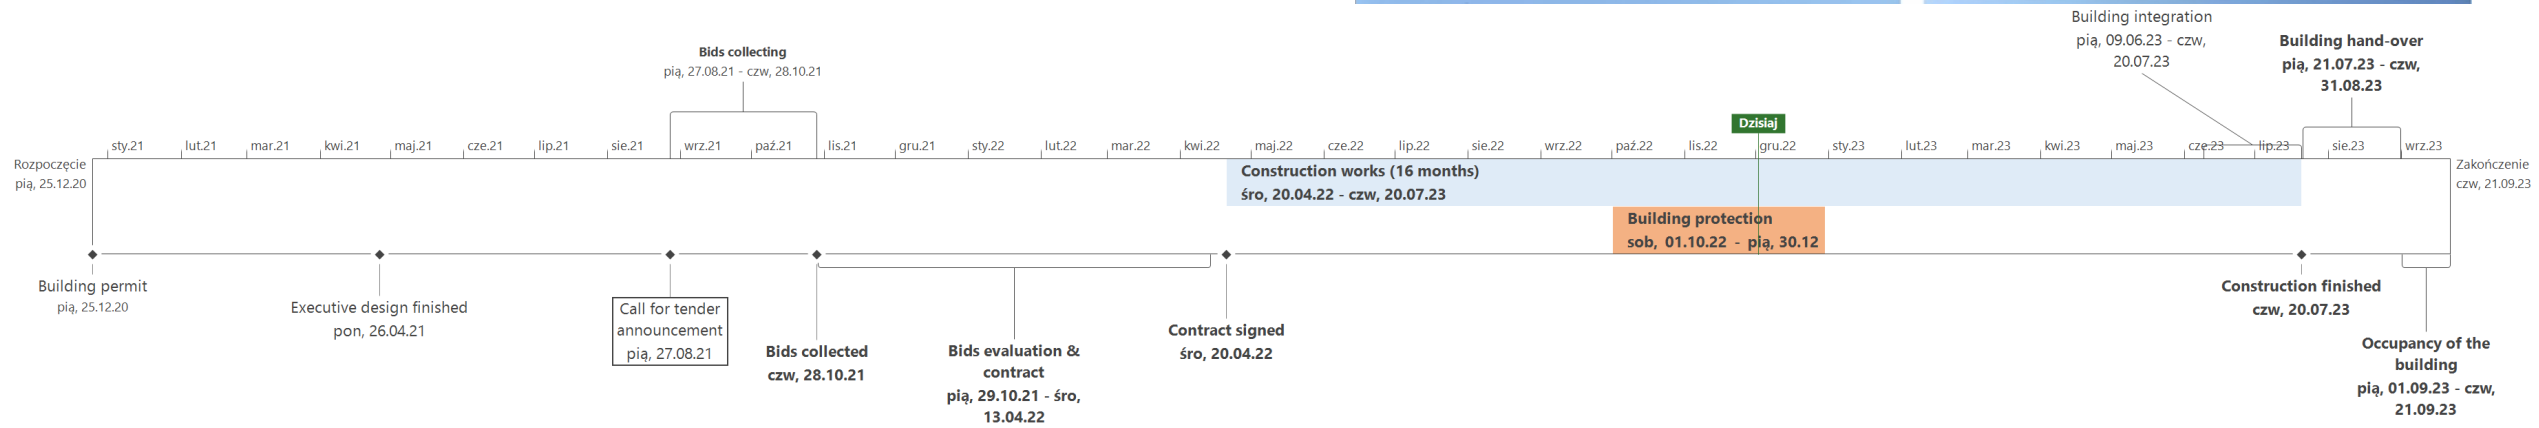 Building integration
pią, 09.06.23 - czw,
20.07.23
Building hand-over
pią, 21.07.23 - czw,
31.08.23
Bids collecting
pią, 27.08.21 - czw, 28.10.21
Dzisiaj
sty.21 lut.21 mar.21 kwi.21 maj.21 cze.21 lip.21 sie.21 wrz.21 paź.21 lis.21 gru.21 sty.22 lut.22 mar.22 kwi.22 maj.22 cze.22 lip.22 sie.22 wrz.22 paź.22 lis.22 gru.22 sty.23 lut.23 mar.23 kwi.23 maj.23 cze.23 lip.23 sie.23 wrz.23
Rozpoczęcie
pią, 25.12.20
Zakończenie
czw, 21.09.23
Construction works (16 months)
śro, 20.04.22 - czw, 20.07.23
Building protection
sob, 01.10.22 - pią, 30.12
Building permit
pią, 25.12.20
Executive design finished
pon, 26.04.21
Call for tender
announcement
pią, 27.08.21
Bids collected
czw, 28.10.21
Bids evaluation &
contract
pią, 29.10.21 - śro,
13.04.22
Contract signed
śro, 20.04.22
Construction finished
czw, 20.07.23
Occupancy of the
building
pią, 01.09.23 - czw,
21.09.23